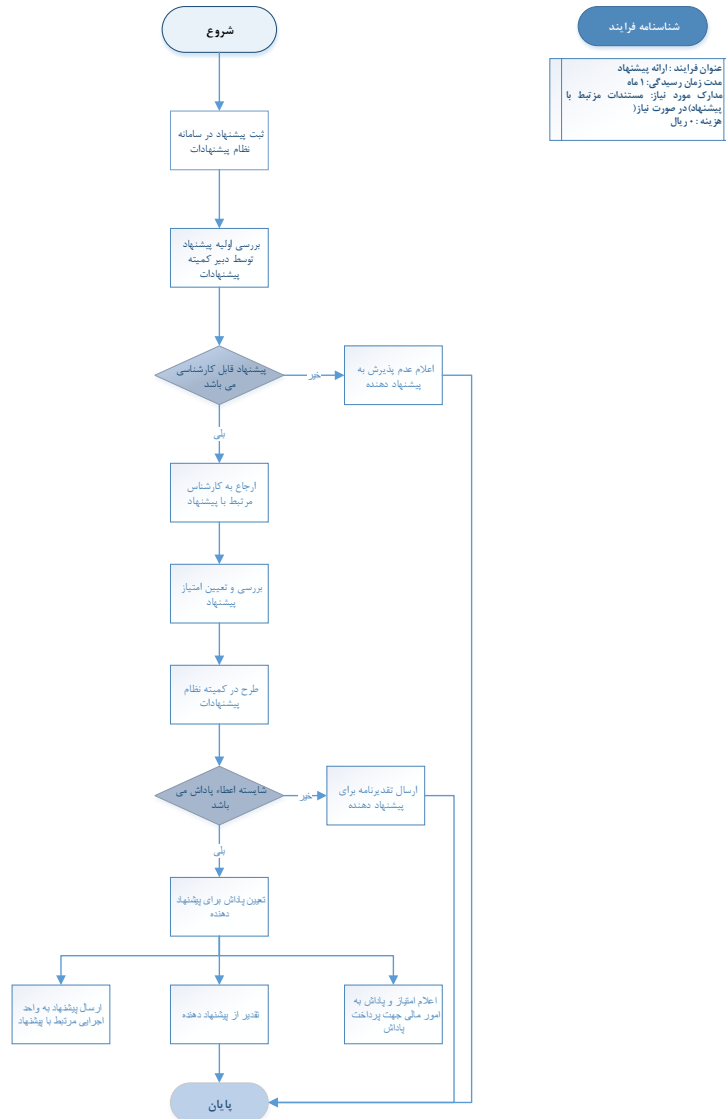 شروع
شناسنامه فرایند
عنوان فرایند : ارائه پیشنهاد
مدت زمان رسیدگی: ۱ ماه
مدارک مورد نیاز: مستندات مرتبط با
پیشنهاد)در صورت نیاز(
هزینه : ۰ ریال
ثبت پیشنهاد در سامانه
نظام پیشنهادات
بررسی اولیه پیشنهاد
توسط دبیر کمیته
پیشنهادات
پیشنهاد قابل کارشناسی
می باشد
خیر
اعلام عدم پذیرش به
پیشنهاد دهنده
بلی
ارجاع به کارشناس
مرتبط با پیشنهاد
بررسی و تعیین امتیاز
پیشنهاد
طرح در کمیته نظام
پیشنهادات
شایسته اعطاء پاداش می
باشد
خیر
ارسال تقدیرنامه برای
پیشنهاد دهنده
بلی
تعیین پاداش برای پیشنهاد
دهنده
اعلام امتیاز و پاداش به
امور مالی جهت پرداخت
پاداش
تقدیر از پیشنهاد دهنده
ارسال پیشنهاد به واحد
اجرایی مرتبط با پیشنهاد
پایان